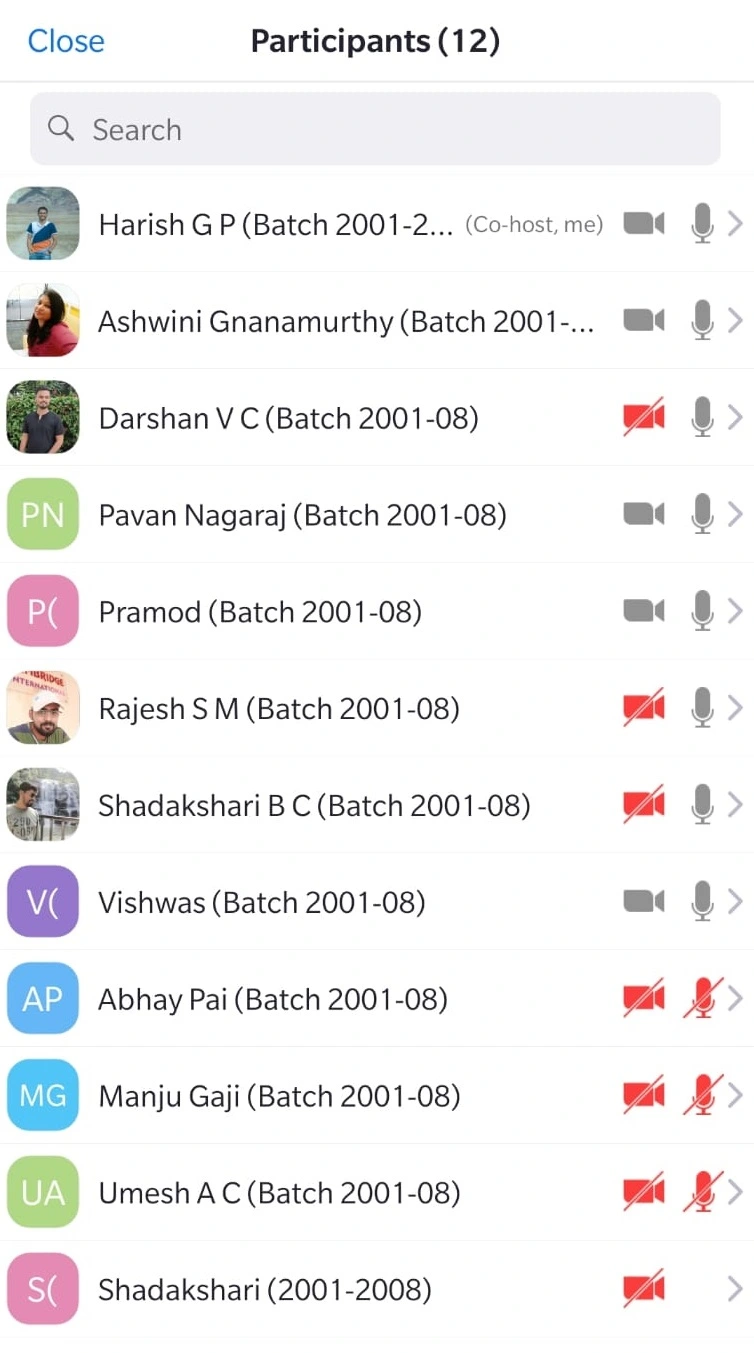 Close
Participants (12)
Search
Harish G P (Batch 2001-2... (Co-host, me)
Ashwini Gnanamurthy (Batch 2001-...
Darshan V C (Batch 2001-08)
PN
Pavan Nagaraj (Batch 2001-08)
P(
Pramod (Batch 2001-08)
Rajesh S M (Batch 2001-08)
Shadakshari B C (Batch 2001-08)
V(
Vishwas (Batch 2001-08)
AP
Abhay Pai (Batch 2001-08)
MG
Manju Gaji (Batch 2001-08)
UA
Umesh A C (Batch 2001-08)
S(
Shadakshari (2001-2008)